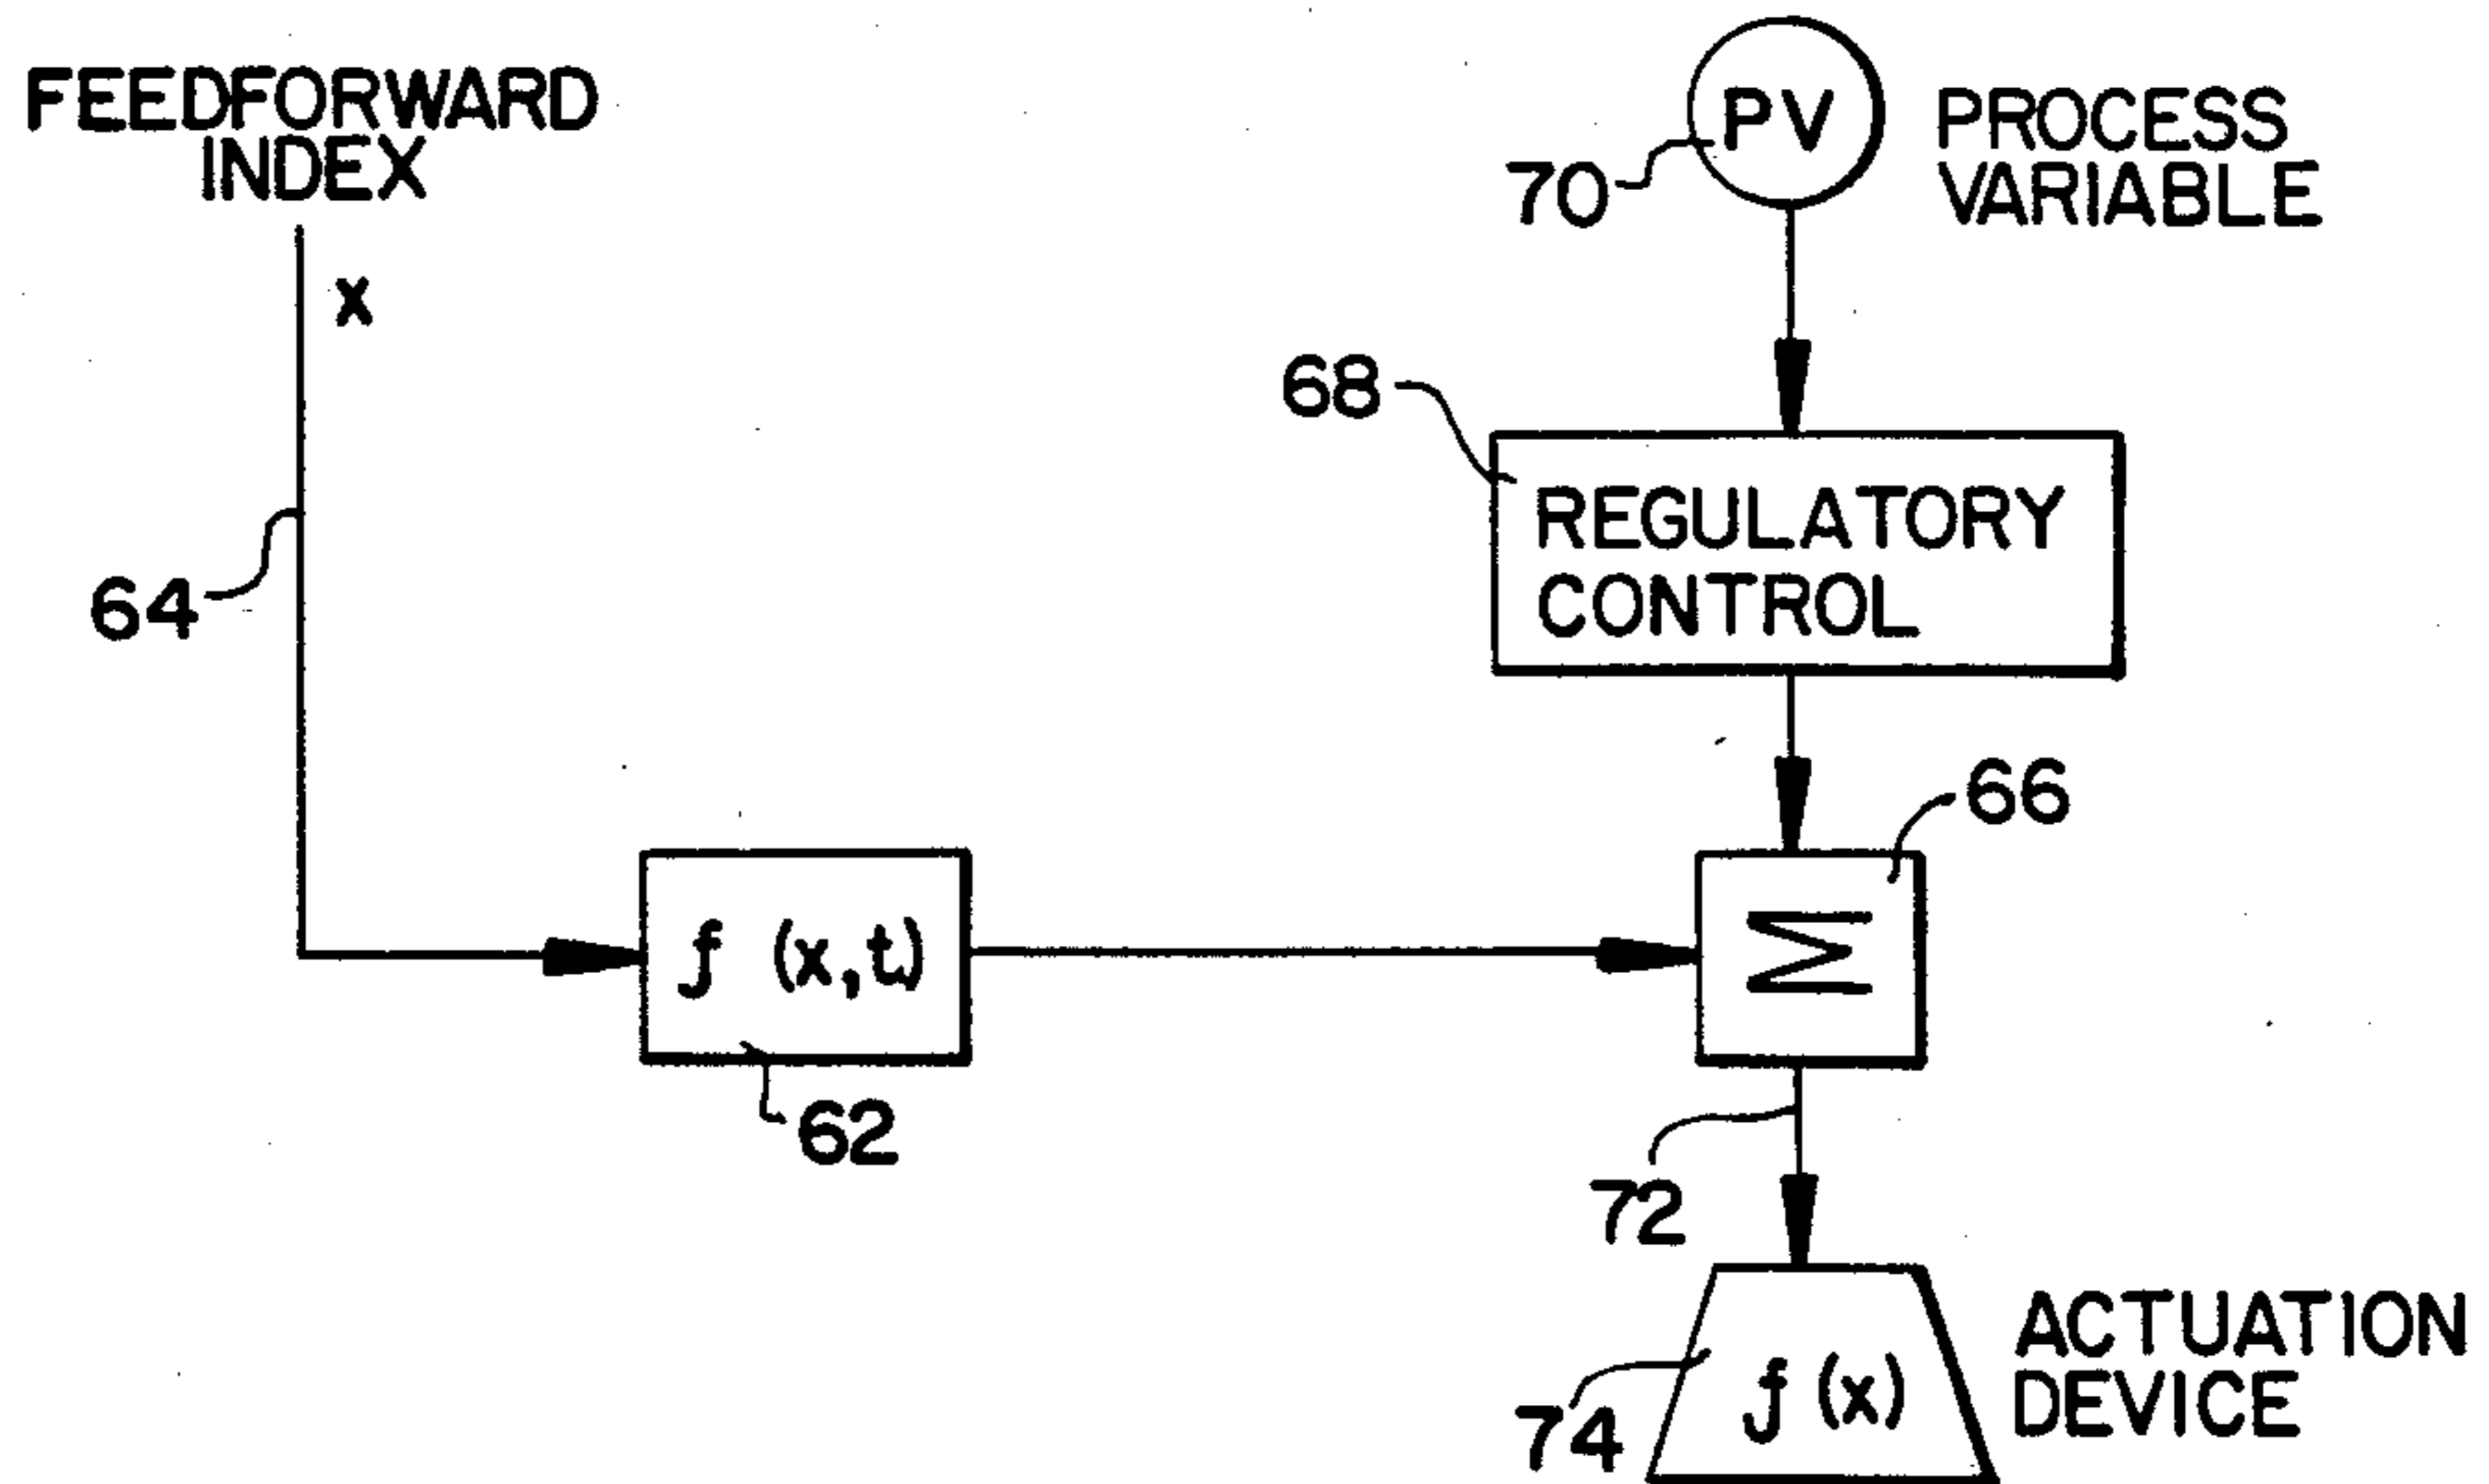 FEEDFORWARD
INDEX
x
64
PV
70
PROCESS
VARIABLE
68
REGULATORY
CONTROL
66
f (x,t)
62
Σ
72
f (x)
74
ACTUATION
DEVICE